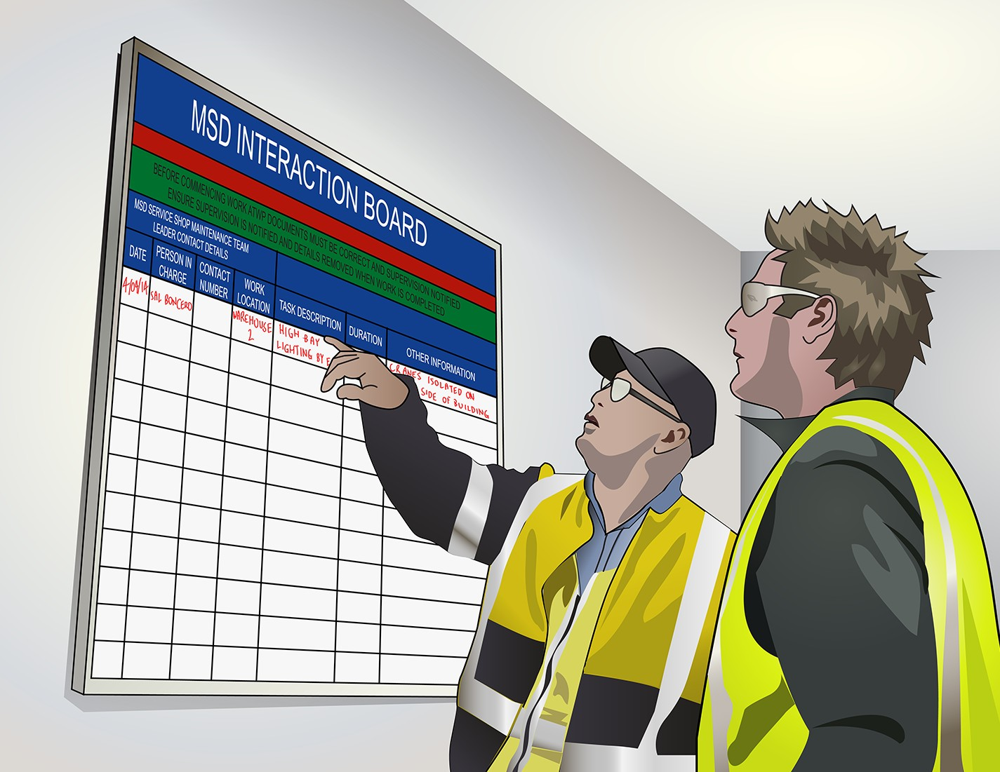 MSD INTERACTION BOARD
BEFORE COMMENCING WORK ATWP DOCUMENTS MUST BE CORRECT AND SUPERVISION NOTIFIED
ENSURE SUPERVISION IS NOTIFIED AND DETAILS REMOVED WHEN WORK IS COMPLETED
MSD SERVICE SHOP MAINTENANCE TEAM
LEADER CONTACT DETAILS
DATE
PERSON IN
CHARGE
CONTACT
NUMBER
WORK
LOCATION
TASK DESCRIPTION
DURATION
OTHER INFORMATION
4/04/14
SAL BONCERD
WAREHOUSE
2
HIGH BAY
LIGHTING BY
CRANES ISOLATED ON
SIDE OF BUILDING